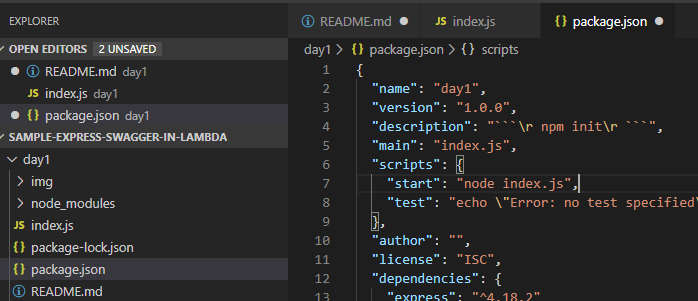 EXPLORER
OPEN EDITORS 2 UNSAVED
README.md day1
index.js day1
package.json day1
SAMPLE-EXPRESS-SWAGGER-IN-LAMBDA
day1
img
node_modules
index.js
package-lock.json
package.json
README.md
README.md index.js package.json
day1 > package.json > scripts
1 {
2 "name": "day1",
3 "version": "1.0.0",
4 "description": "```\r npm init\r ```",
5 "main": "index.js",
6 "scripts": {
7 "start": "node index.js",
8 "test": "echo \"Error: no test specified\
9 },
10 "author": "",
11 "license": "ISC",
12 "dependencies": {
13 "express": "^4.18.2"